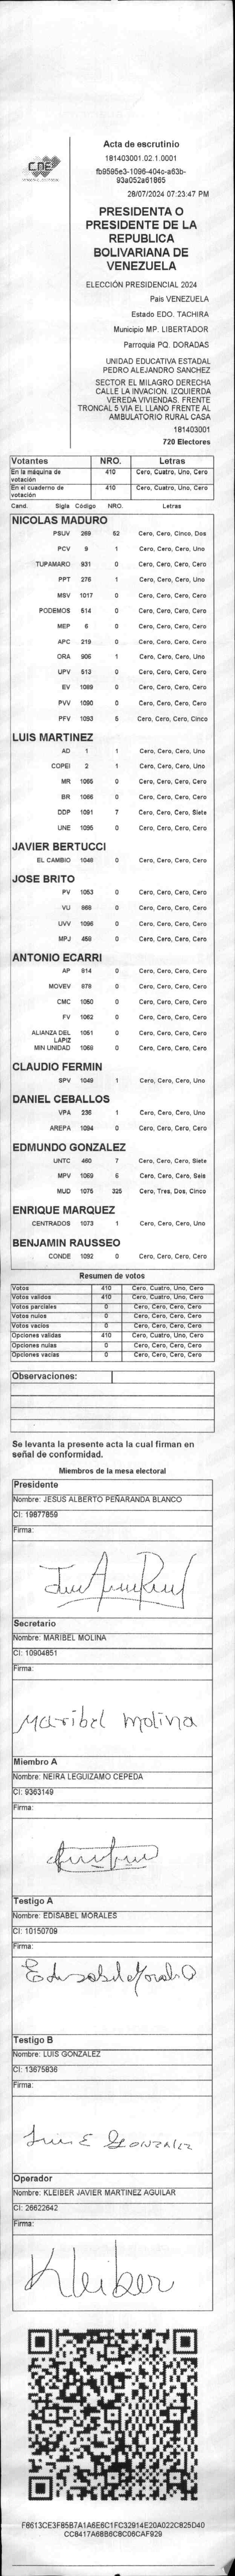 CNE
Acta de escrutinio
181403001.02.1.0001
fb9595e3-1096-404c-a63b-
93a052a61865
28/07/2024 07:23:47 PM
PRESIDENTA O
PRESIDENTE DE LA
REPUBLICA
BOLIVARIANA DE
VENEZUELA
ELECCIÓN PRESIDENCIAL 2024
País VENEZUELA
Estado EDO. TACHIRA
Municipio MP. LIBERTADOR
Parroquia PQ. DORADAS
UNIDAD EDUCATIVA ESTADAL
PEDRO ALEJANDRO SANCHEZ
SECTOR EL MILAGRO DERECHA
CALLE LA INVACION. IZQUIERDA
VEREDA VIVIENDAS. FRENTE
TRONCAL 5 VIA EL LLANO FRENTE AL
AMBULATORIO RURAL CASA
181403001
720 Electores
Votantes NRO. Letras
En la máquina de votación 410 Cero, Cuatro, Uno, Cero
En el cuaderno de votación 410 Cero, Cuatro, Uno, Cero
Cand. Sigla Código NRO. Letras
NICOLAS MADURO
PSUV 269 52 Cero, Cero, Cinco, Dos
PCV 9 1 Cero, Cero, Cero, Uno
TUPAMARO 931 0 Cero, Cero, Cero, Cero
PPT 276 1 Cero, Cero, Cero, Uno
MSV 1017 0 Cero, Cero, Cero, Cero
PODEMOS 514 0 Cero, Cero, Cero, Cero
MEP 6 0 Cero, Cero, Cero, Cero
APC 219 0 Cero, Cero, Cero, Cero
ORA 906 1 Cero, Cero, Cero, Uno
UPV 513 0 Cero, Cero, Cero, Cero
EV 1089 0 Cero, Cero, Cero, Cero
PVV 1090 0 Cero, Cero, Cero, Cero
PFV 1093 5 Cero, Cero, Cero, Cinco
LUIS MARTINEZ
AD 1 1 Cero, Cero, Cero, Uno
COPEI 2 1 Cero, Cero, Cero, Uno
MR 1065 0 Cero, Cero, Cero, Cero
BR 1066 0 Cero, Cero, Cero, Cero
DDP 1091 7 Cero, Cero, Cero, Siete
UNE 1095 0 Cero, Cero, Cero, Cero
JAVIER BERTUCCI
EL CAMBIO 1046 0 Cero, Cero, Cero, Cero
JOSE BRITO
PV 1053 0 Cero, Cero, Cero, Cero
VU 868 0 Cero, Cero, Cero, Cero
UVV 1096 0 Cero, Cero, Cero, Cero
MPJ 459 0 Cero, Cero, Cero, Cero
ANTONIO ECARRI
AP 914 0 Cero, Cero, Cero, Cero
MOVEV 878 0 Cero, Cero, Cero, Cero
CMC 1050 0 Cero, Cero, Cero, Cero
FV 1062 0 Cero, Cero, Cero, Cero
ALIANZA DEL LAPIZ 1051 0 Cero, Cero, Cero, Cero
MIN UNIDAD 1068 0 Cero, Cero, Cero, Cero
CLAUDIO FERMIN
SPV 1049 1 Cero, Cero, Cero, Uno
DANIEL CEBALLOS
VPA 236 1 Cero, Cero, Cero, Uno
AREPA 1094 0 Cero, Cero, Cero, Cero
EDMUNDO GONZALEZ
UNTC 460 7 Cero, Cero, Cero, Siete
MPV 1069 6 Cero, Cero, Cero, Seis
MUD 1075 325 Cero, Tres, Dos, Cinco
ENRIQUE MARQUEZ
CENTRADOS 1073 1 Cero, Cero, Cero, Uno
BENJAMIN RAUSSEO
CONDE 1092 0 Cero, Cero, Cero, Cero
Resumen de votos
Votos 410 Cero, Cuatro, Uno, Cero
Votos validos 410 Cero, Cuatro, Uno, Cero
Votos parciales 0 Cero, Cero, Cero, Cero
Votos nulos 0 Cero, Cero, Cero, Cero
Votos vacios 0 Cero, Cero, Cero, Cero
Opciones validas 410 Cero, Cuatro, Uno, Cero
Opciones nulas 0 Cero, Cero, Cero, Cero
Opciones vacias 0 Cero, Cero, Cero, Cero
Observaciones:
Se levanta la presente acta la cual firman en
señal de conformidad.
Miembros de la mesa electoral
Presidente
Nombre: JESUS ALBERTO PEÑARANDA BLANCO
CI: 19877859
Firma:
Secretario
Nombre: MARIBEL MOLINA
CI: 10904851
Firma:
Maribel Molina
Miembro A
Nombre: NEIRA LEGUIZAMO CEPEDA
CI: 9363149
Firma:
Testigo A
Nombre: EDISABEL MORALES
CI: 10150709
Firma:
Edisabel Morales
Testigo B
Nombre: LUIS GONZALEZ
CI: 13675836
Firma:
Luis E Gonzalez
Operador
Nombre: KLEIBER JAVIER MARTINEZ AGUILAR
CI: 26622642
Firma:
Kleiber
F8613CE3F85B7A1A6E6C1FC32914E20A022C825D40
CC8417A68B6C8C06CAF929